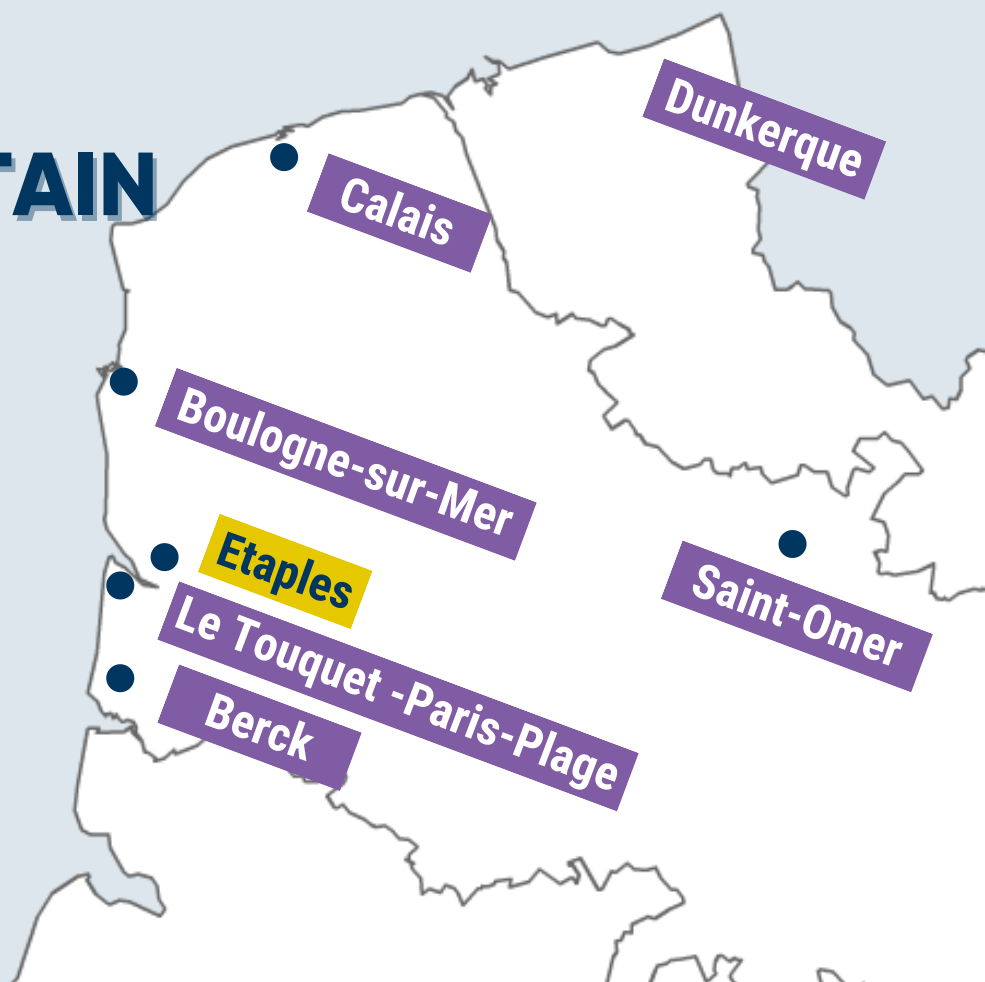 Dunkerque
TAIN
Calais
Boulogne-sur-Mer
Etaples
Saint-Omer
Le Touquet -Paris-Plage
Berck